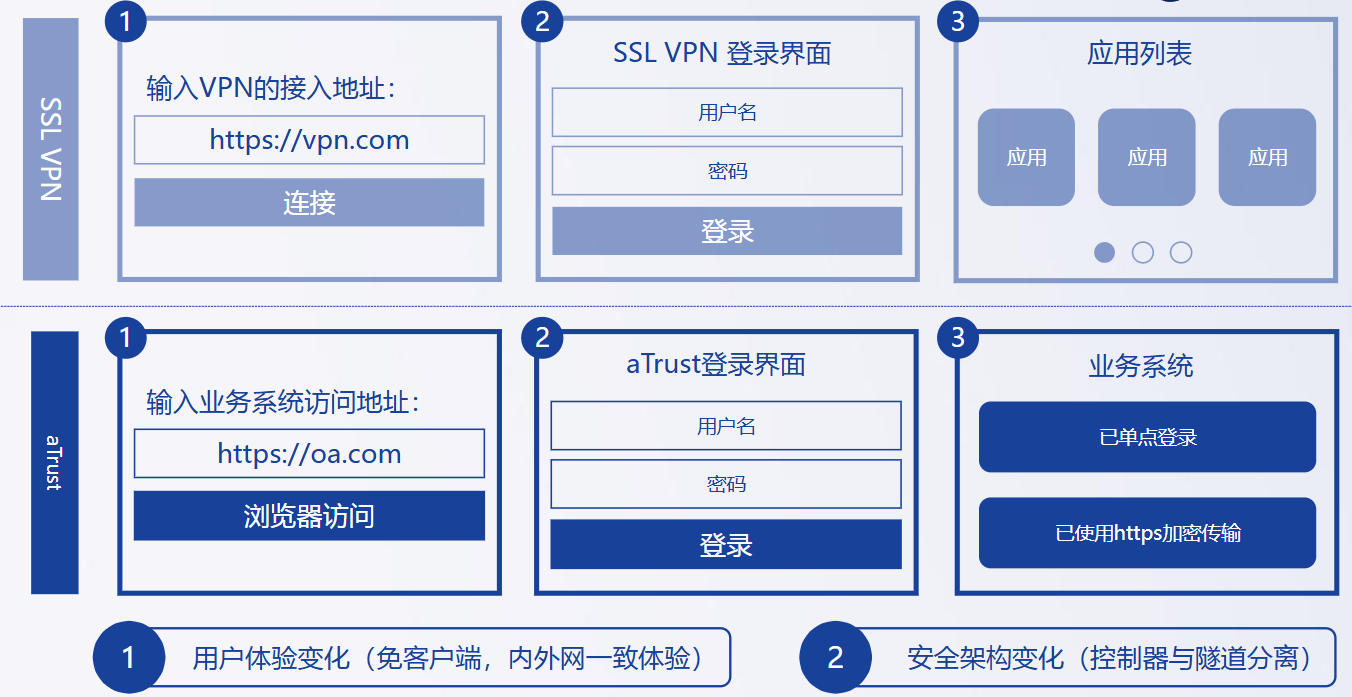 SSL VPN
1
输入VPN的接入地址：
https://vpn.com
连接
2
SSL VPN 登录界面
用户名
密码
登录
3
应用列表
应用
应用
应用
aTrust
1
输入业务系统访问地址：
https://oa.com
浏览器访问
2
aTrust登录界面
用户名
密码
登录
3
业务系统
已单点登录
已使用https加密传输
1
用户体验变化（免客户端，内外网一致体验）
2
安全架构变化（控制器与隧道分离）